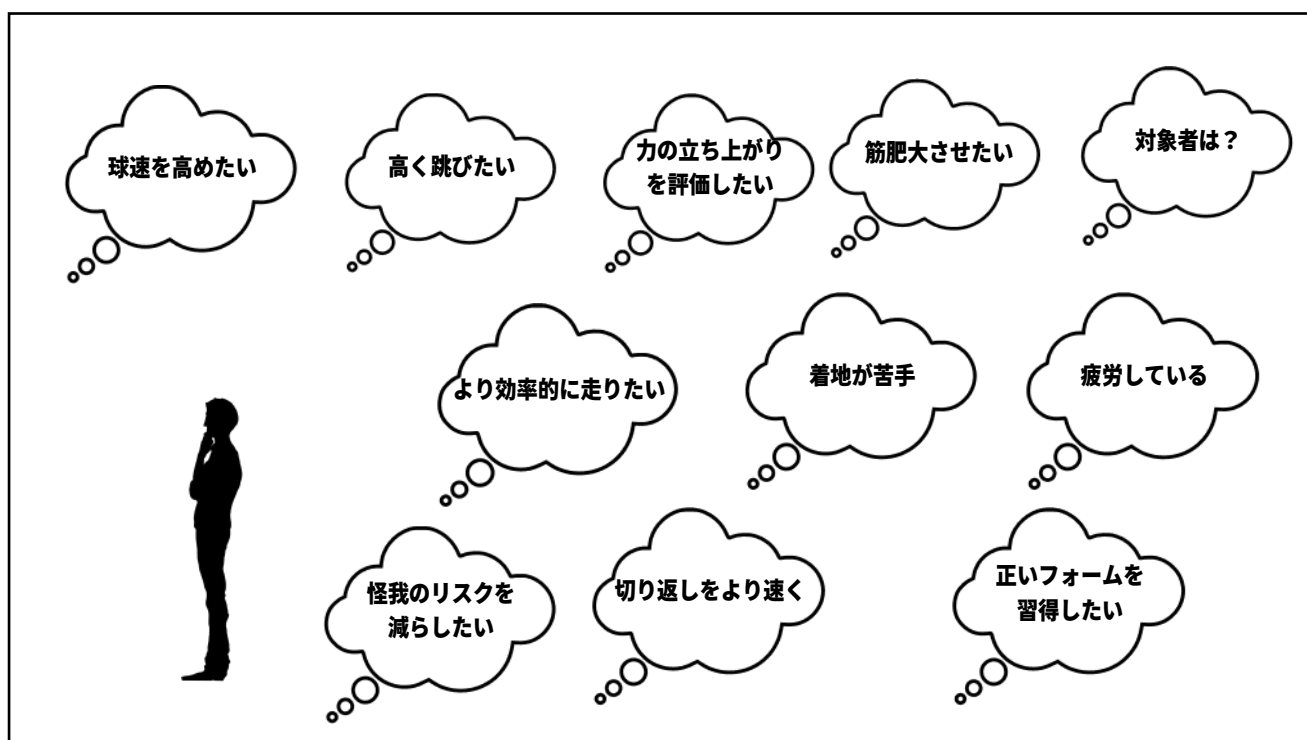 球速を高めたい
高く跳びたい
力の立ち上がり
を評価したい
筋肥大させたい
対象者は？
より効率的に走りたい
着地が苦手
疲労している
怪我のリスクを
減らしたい
切り返しをより速く
正いフォームを
習得したい